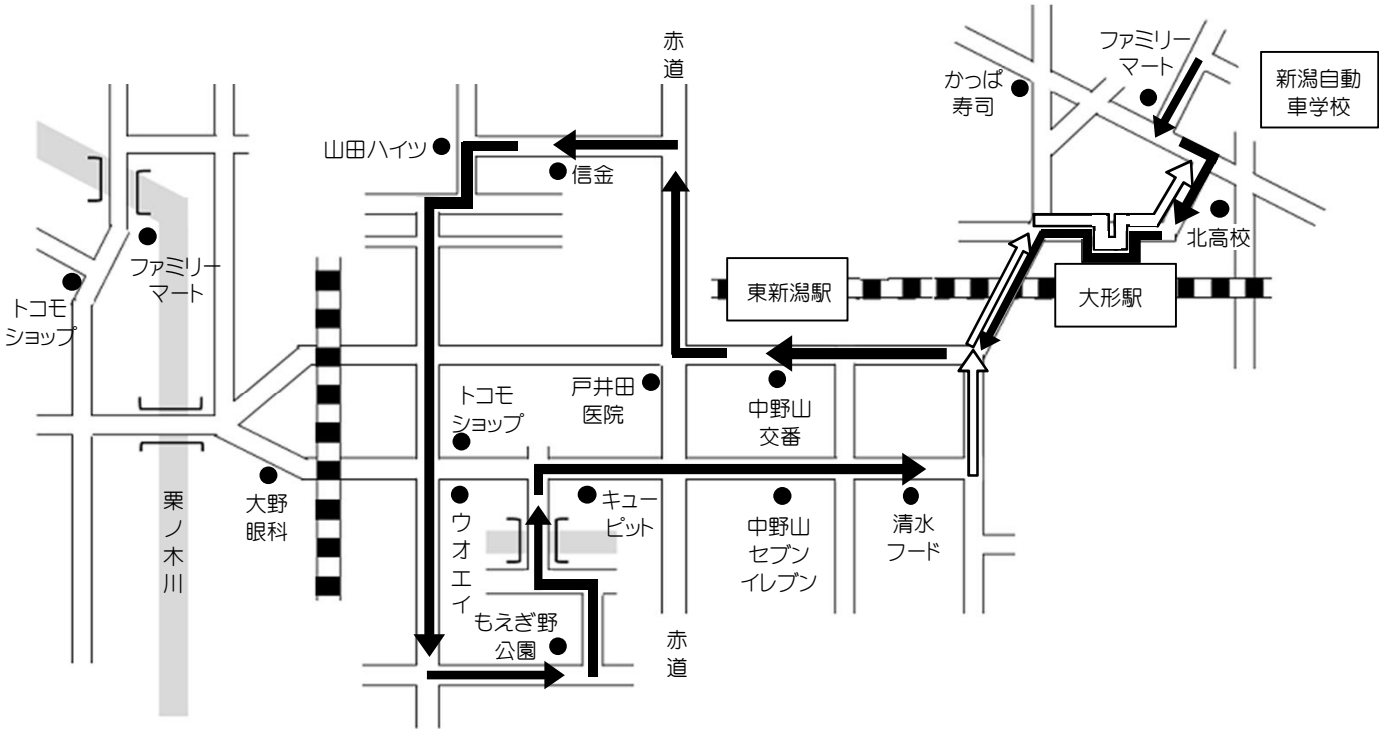 赤
道
ファミリー
マート
かっぱ
寿司
新潟自動
車学校
山田ハイツ
信金
北高校
ファミリー
マート
トコモ
ショップ
東新潟駅
大形駅
トコモ
ショップ
戸井田
医院
中野山
交番
栗ノ木川
大野
眼科
ウオエイ
キュー
ピット
中野山
セブン
イレブン
清水
フード
もえぎ野
公園
赤
道